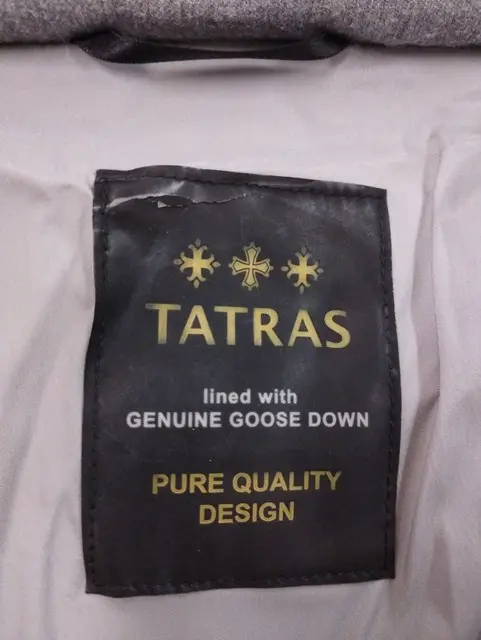 TATRAS
lined with
GENUINE GOOSE DOWN
PURE QUALITY
DESIGN